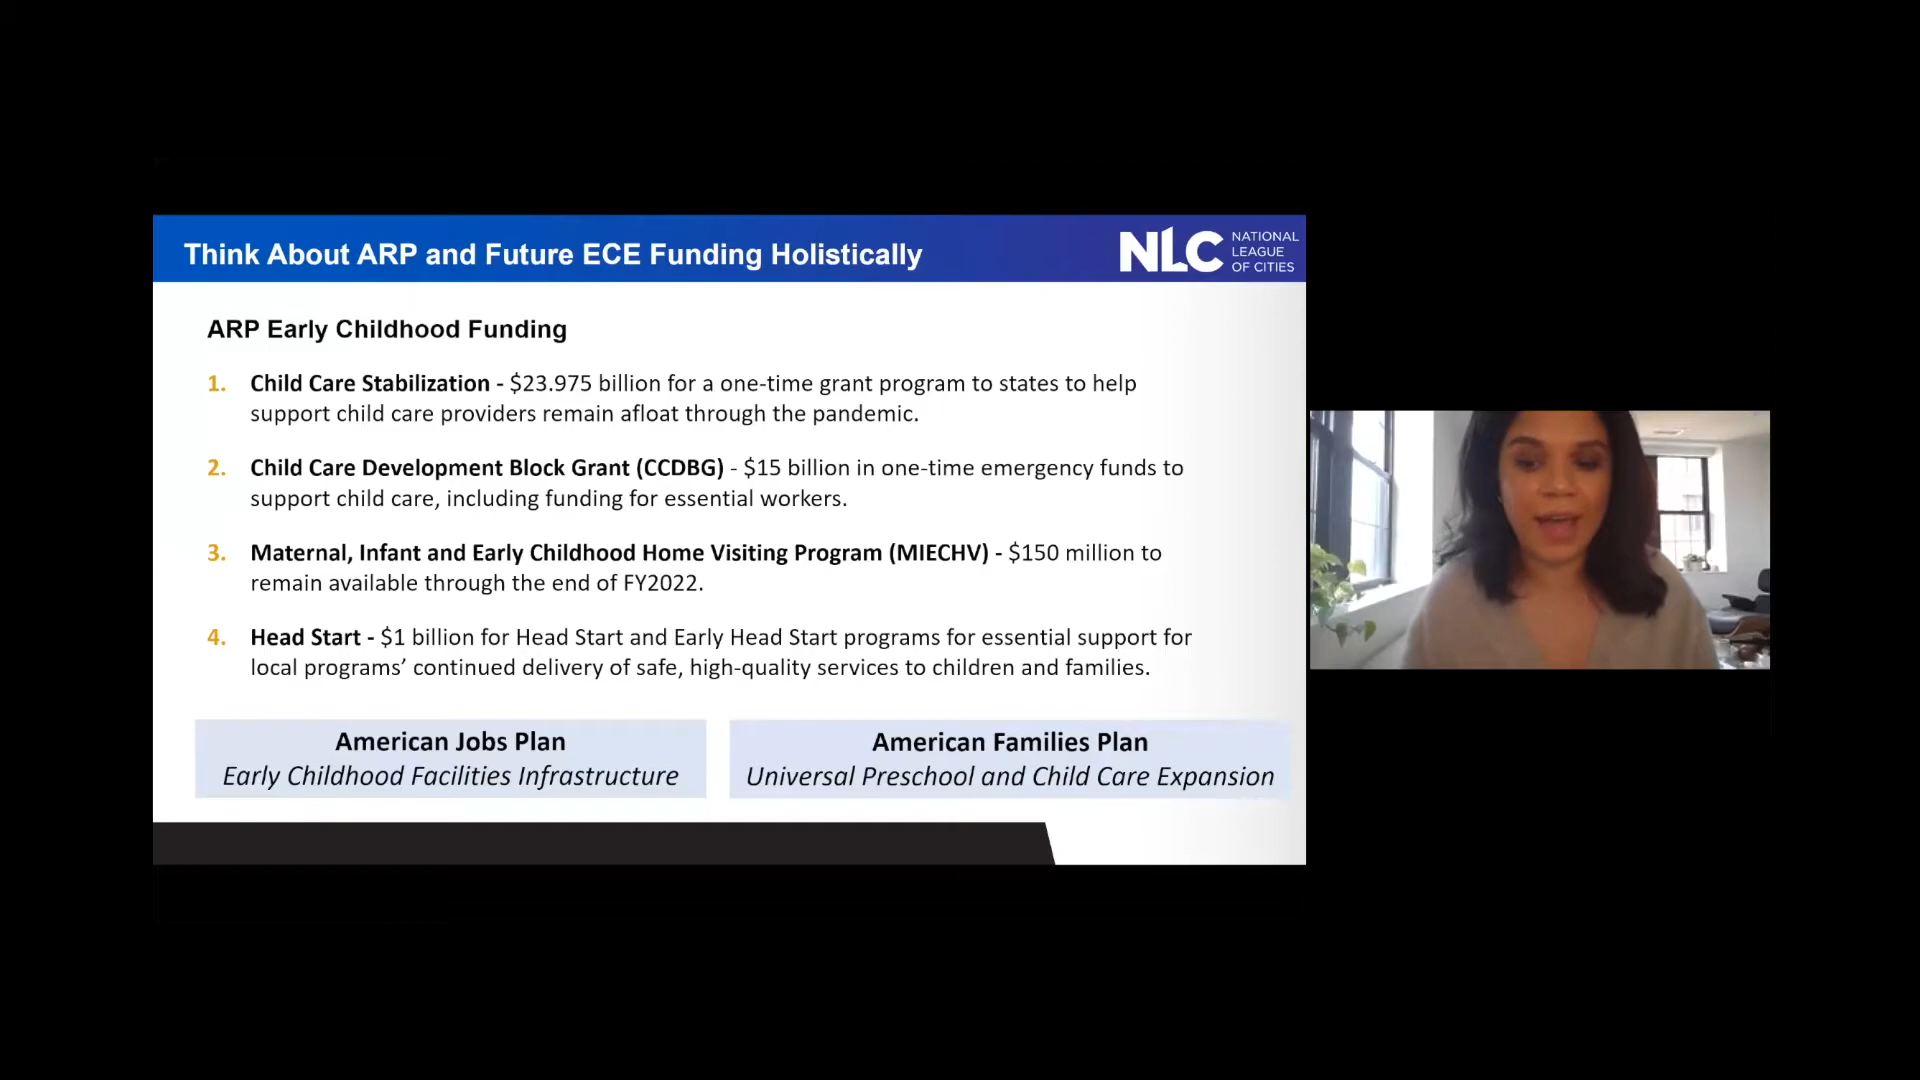 Think About ARP and Future ECE Funding Holistically
NLC
NATIONAL
LEAGUE
OF CITIES
ARP Early Childhood Funding
1. Child Care Stabilization - $23.975 billion for a one-time grant program to states to help
support child care providers remain afloat through the pandemic.
2. Child Care Development Block Grant (CCDBG) - $15 billion in one-time emergency funds to
support child care, including funding for essential workers.
3. Maternal, Infant and Early Childhood Home Visiting Program (MIECHV) - $150 million to
remain available through the end of FY2022.
4. Head Start - $1 billion for Head Start and Early Head Start programs for essential support for
local programs’ continued delivery of safe, high-quality services to children and families.
American Jobs Plan
Early Childhood Facilities Infrastructure
American Families Plan
Universal Preschool and Child Care Expansion